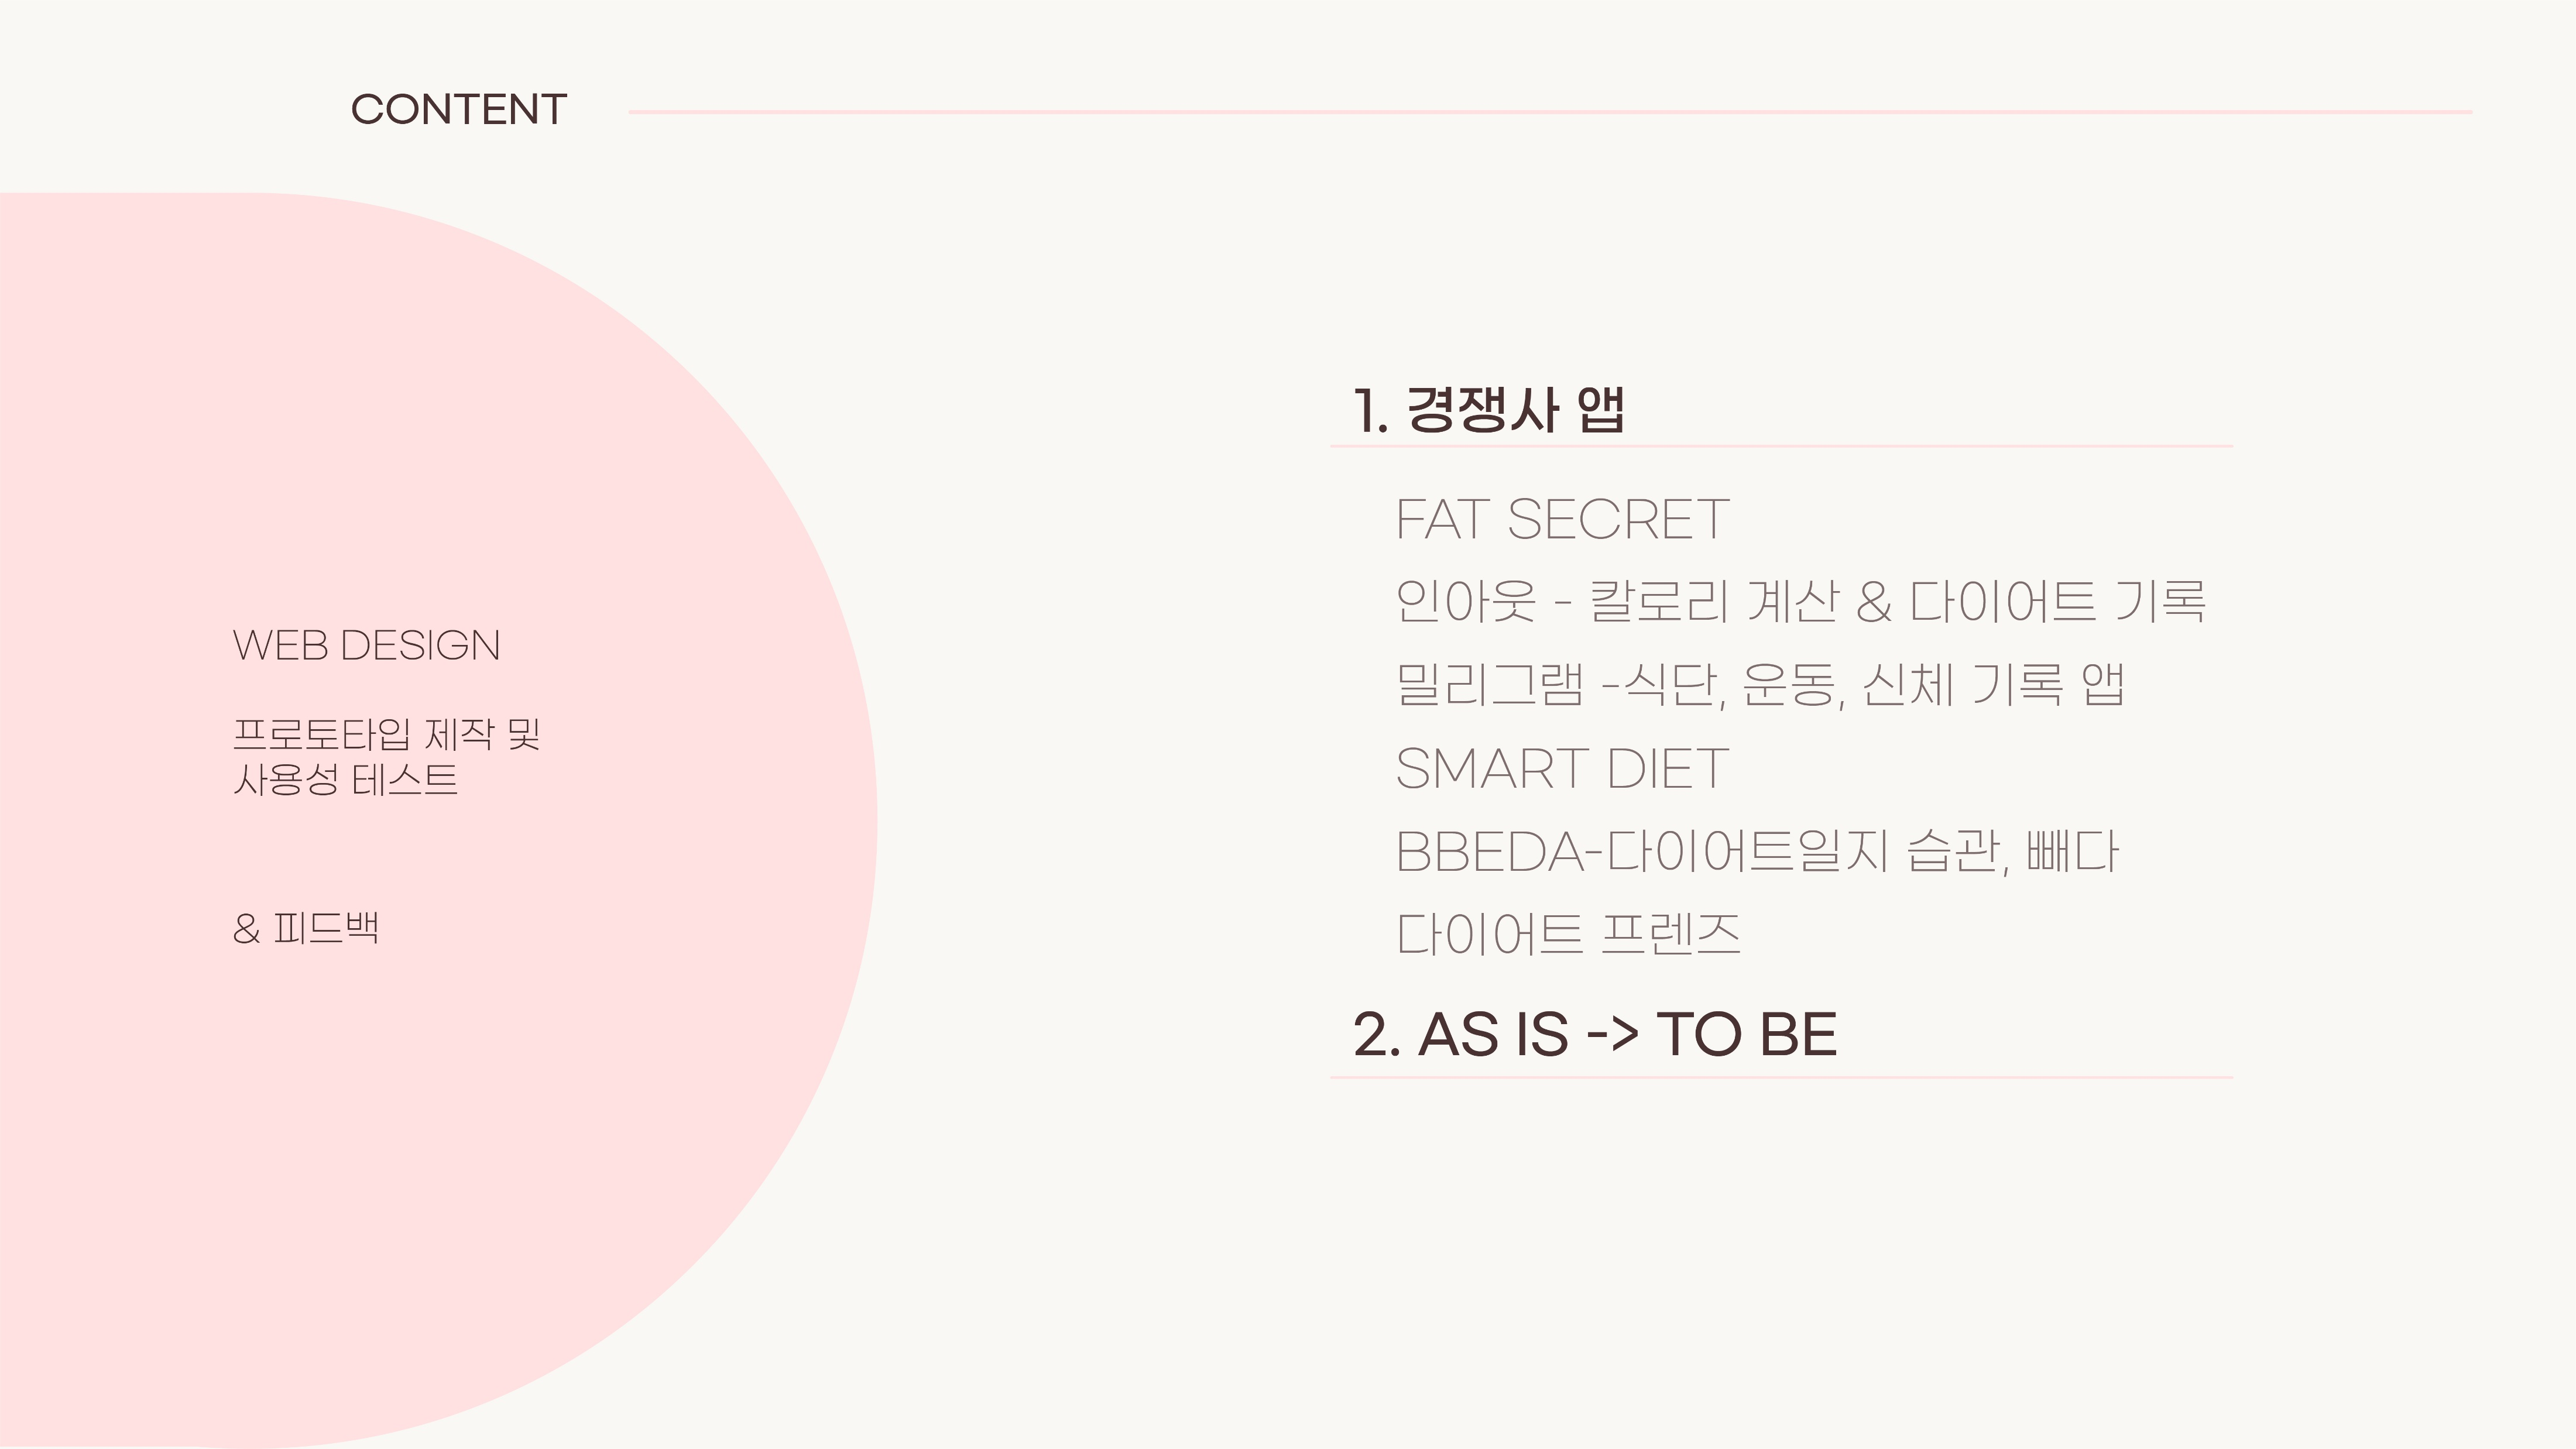 CONTENT
WEB DESIGN
프로토타입 제작 및
사용성 테스트
& 피드백
1. 경쟁사 앱
FAT SECRET
인아웃 - 칼로리 계산 & 다이어트 기록
밀리그램 -식단, 운동, 신체 기록 앱
SMART DIET
BBEDA-다이어트일지 습관, 빼다
다이어트 프렌즈
2. AS IS -> TO BE